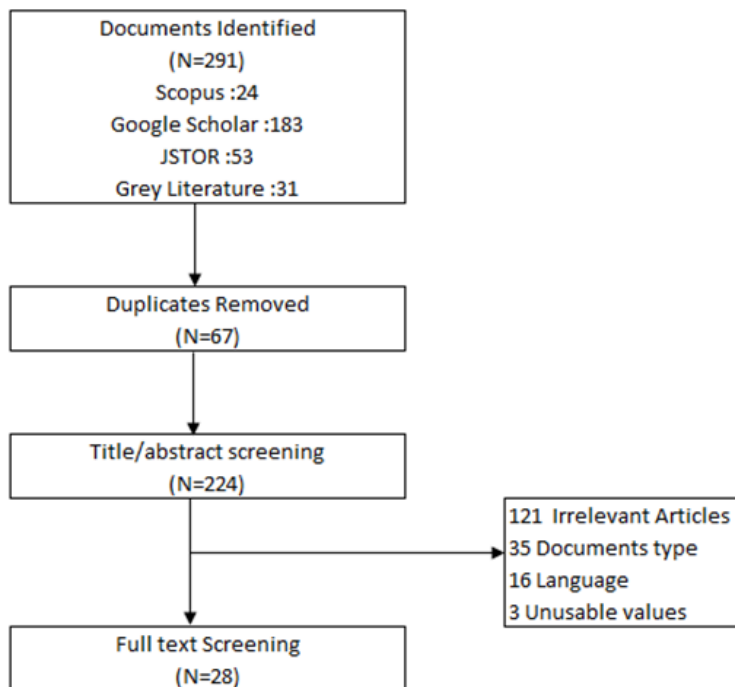 Documents Identified
(N=291)
Scopus :24
Google Scholar :183
JSTOR :53
Grey Literature :31
Duplicates Removed
(N=67)
Title/abstract screening
(N=224)
121 Irrelevant Articles
35 Documents type
16 Language
3 Unusable values
Full text Screening
(N=28)